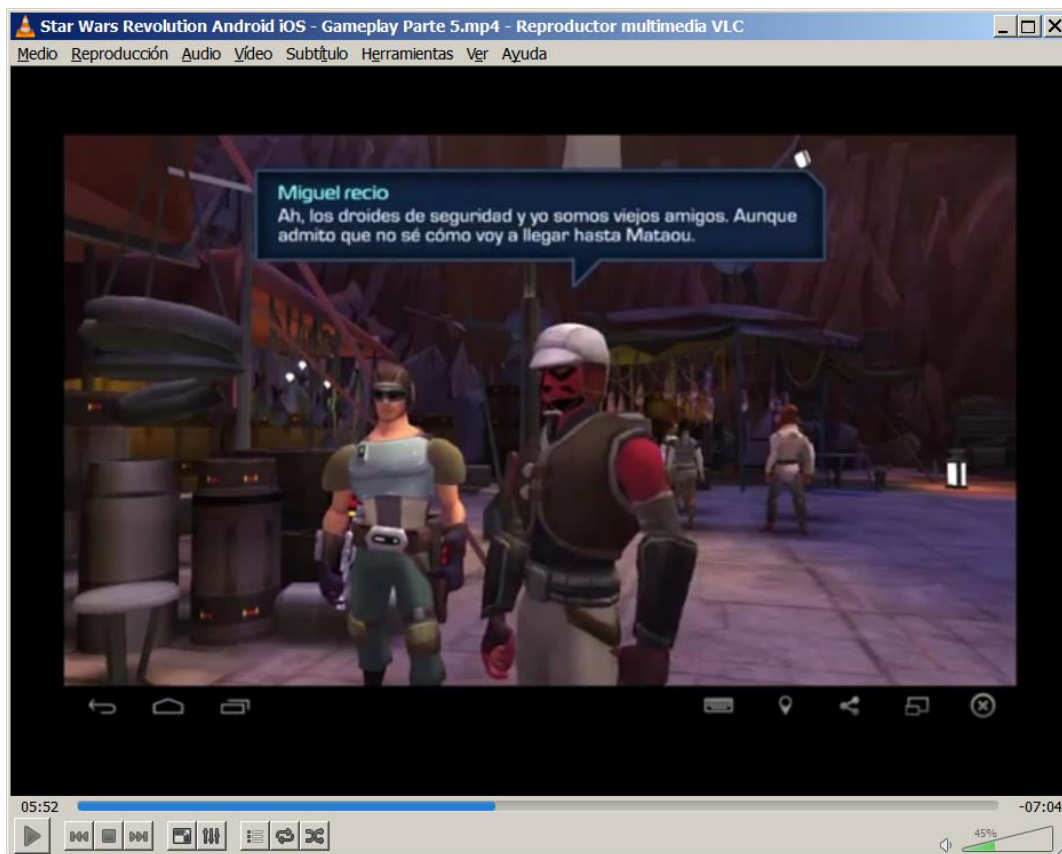 Star Wars Revolution Android iOS - Gameplay Parte 5.mp4 - Reproductor multimedia VLC
Medio Reproducción Audio Vídeo Subtítulo Herramientas Ver Ayuda
Miguel recio
Ah, los droides de seguridad y yo somos viejos amigos. Aunque
admito que no sé cómo voy a llegar hasta Mataou.
05:52 -07:04
45%